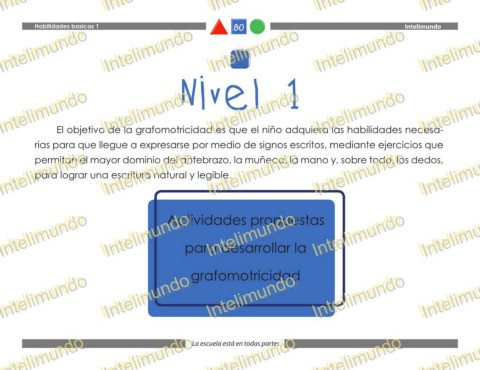 Habilidades basicas 1
80
Intelimundo
Nivel 1
El objetivo de la grafomotricidad es que el niño adquiera las habilidades necesa-
rias para que llegue a expresarse por medio de signos escritos, mediante ejercicios que
permitan el mayor dominio del antebrazo, la muñeca, la mano y, sobre todo, los dedos,
para lograr una escritura natural y legible.
Actividades propuestas
para desarrollar la
grafomotricidad
La escuela está en todas partes
Intelimundo